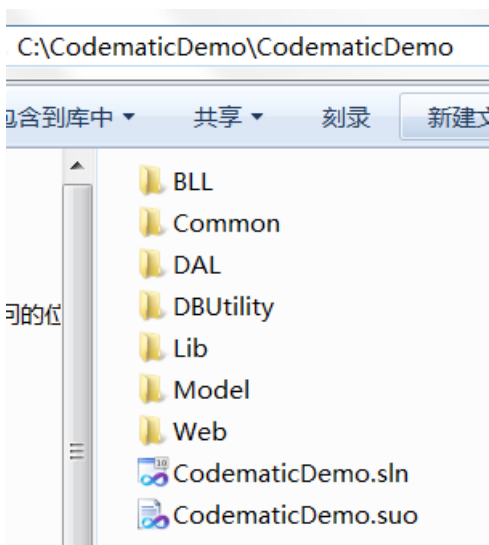 C:\CodematicDemo\CodematicDemo
包含到库中 共享 刻录 新建文
BLL
Common
DAL
DBUtility
问的位
Lib
Model
Web
CodematicDemo.sln
CodematicDemo.suo